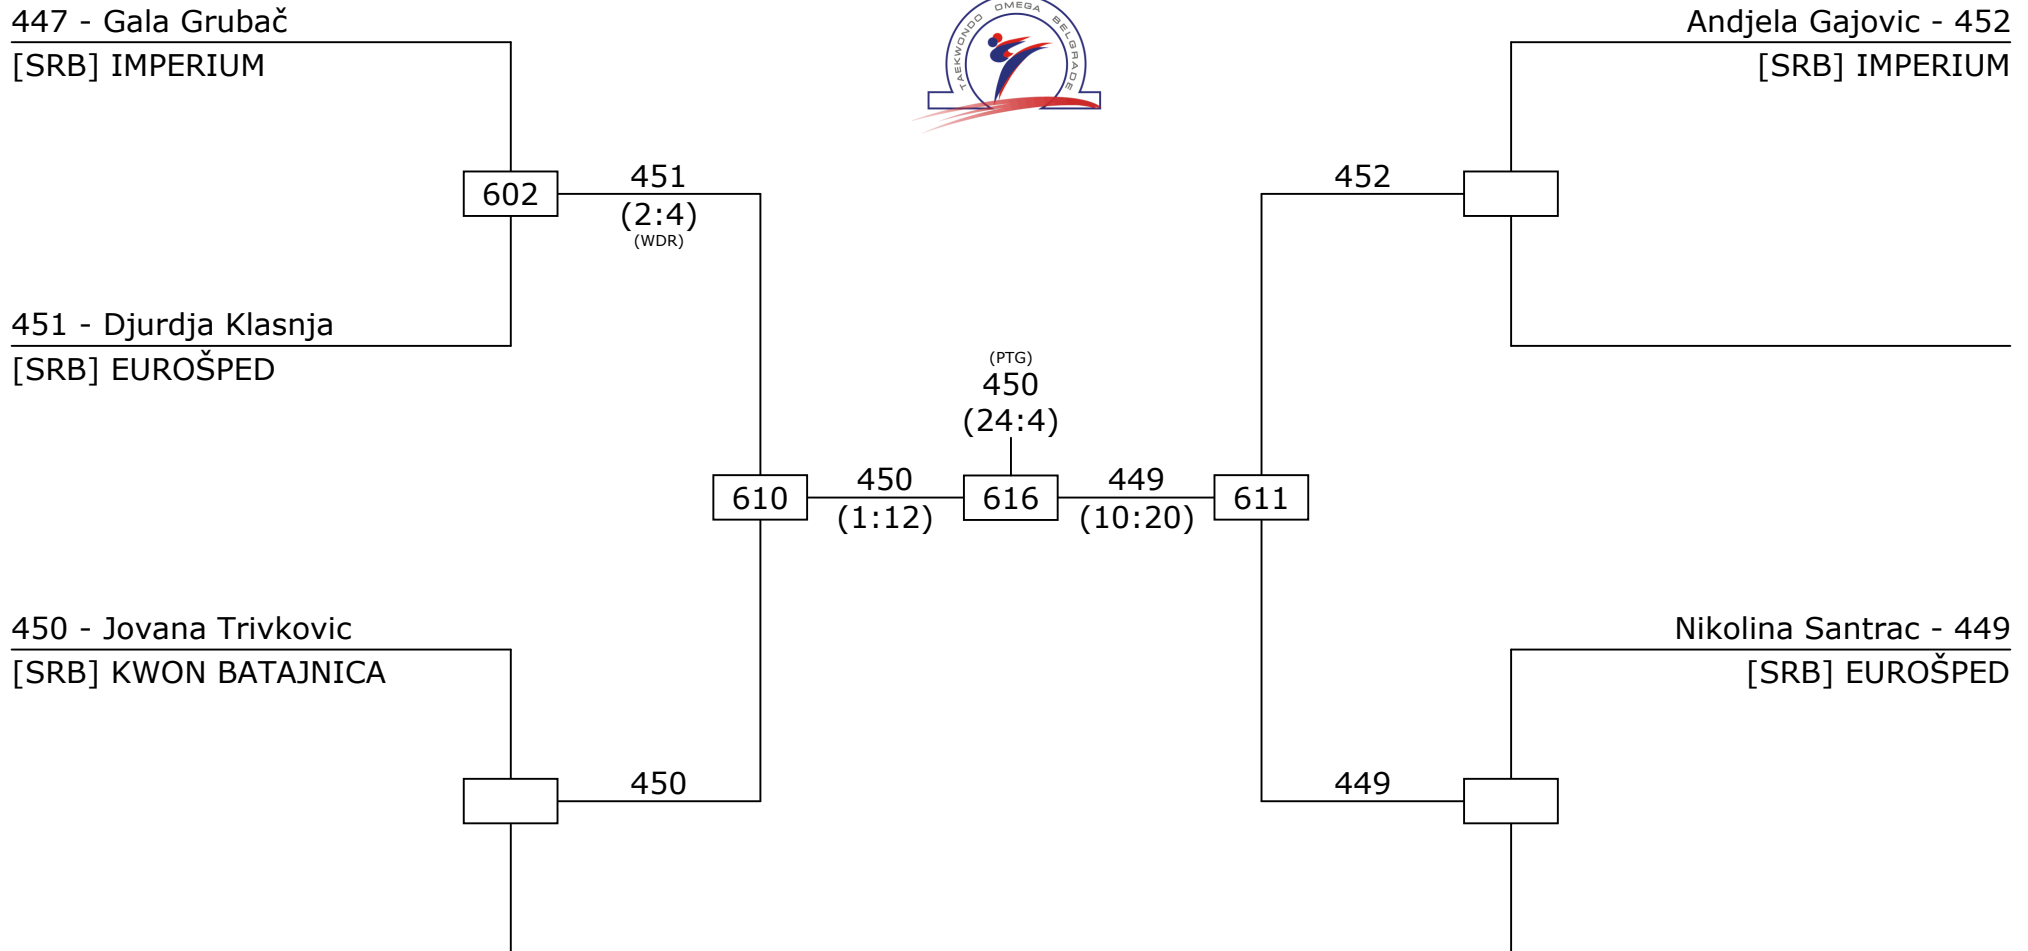 447 - Gala Grubač
[SRB] IMPERIUM
TAEKWONDO OMEGA BELGRADE
Andjela Gajovic - 452
[SRB] IMPERIUM
602
451
(2:4)
(WDR)
452
451 - Djurdja Klasnja
[SRB] EUROŠPED
(PTG)
450
(24:4)
610
450
(1:12)
616
449
(10:20)
611
450 - Jovana Trivkovic
[SRB] KWON BATAJNICA
Nikolina Santrac - 449
[SRB] EUROŠPED
450
449